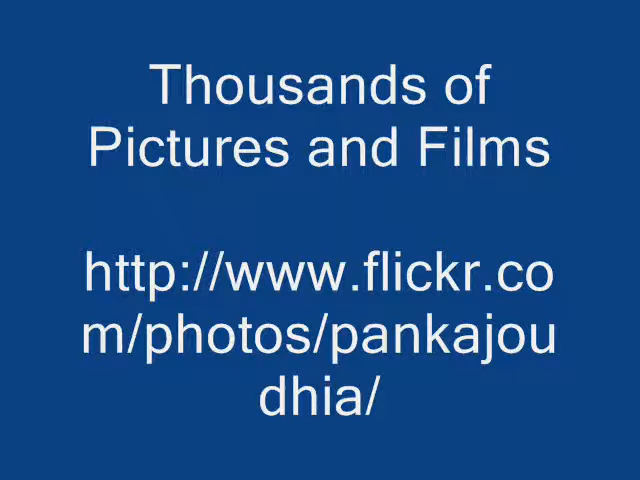 Thousands of
Pictures and Films
http://www.flickr.co
m/photos/pankajou
dhia/